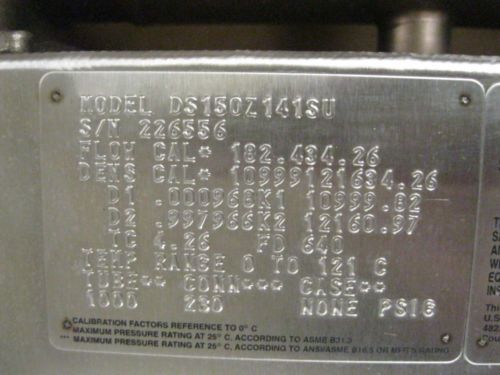 MODEL DS150Z141SU
S/N 226556
FLOW CAL* 182.434.26
DENS CAL* 10999121634.26
D1 .000966K1 10999.82
D2 .997966K2 12160.97
TC 4.26 FD 640
TEMP RANGE 0 TO 121 C
TUBE** CONN*** CASE**
1000 230 NONE PSIG
*CALIBRATION FACTORS REFERENCE TO 0° C
** MAXIMUM PRESSURE RATING AT 25° C, ACCORDING TO ASME B31.3
*** MAXIMUM PRESSURE RATING AT 25° C, ACCORDING TO ANSI/ASME B16.5 OR MFR'S RATING
U.S.
482,